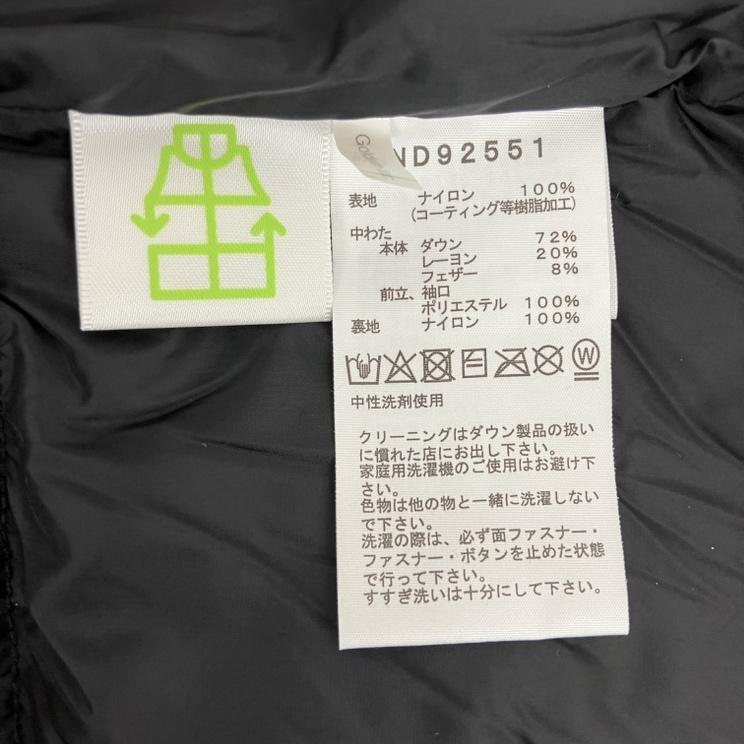 ND92551
表地 ナイロン 100%
(コーティング等樹脂加工)
中わた
本体 ダウン 72%
レーヨン 20%
フェザー 8%
前立、袖口
ポリエステル 100%
裏地 ナイロン 100%
W
中性洗剤使用
クリーニングはダウン製品の扱い
に慣れた店にお出し下さい。
家庭用洗濯機のご使用はお避け下
さい。
色物は他の物と一緒に洗濯しない
で下さい。
洗濯の際は、必ず面ファスナー・
ファスナー・ボタンを止めた状態
で行って下さい。
すすぎ洗いは十分にして下さい。